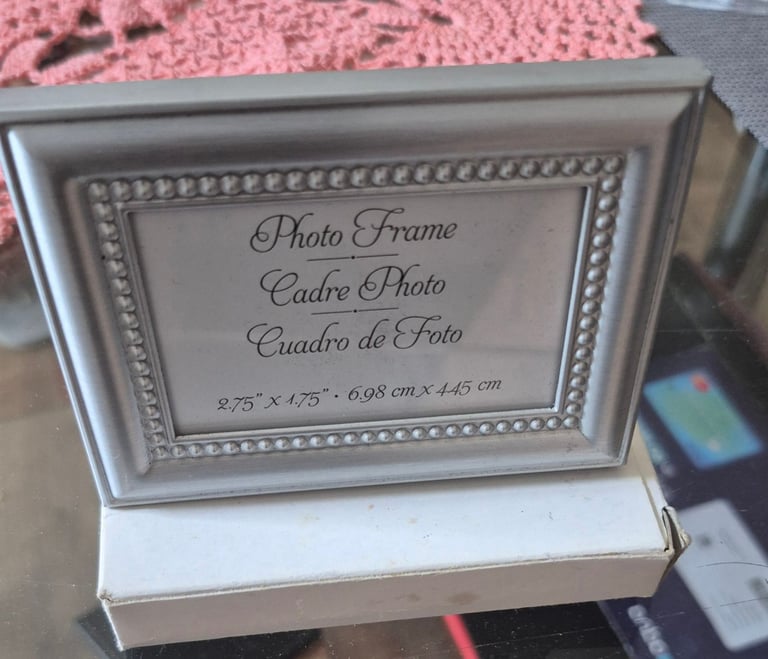 Photo Frame
Cadre Photo
Cuadro de Foto
2.75" x 1.75" · 6.98 cm x 4.45 cm